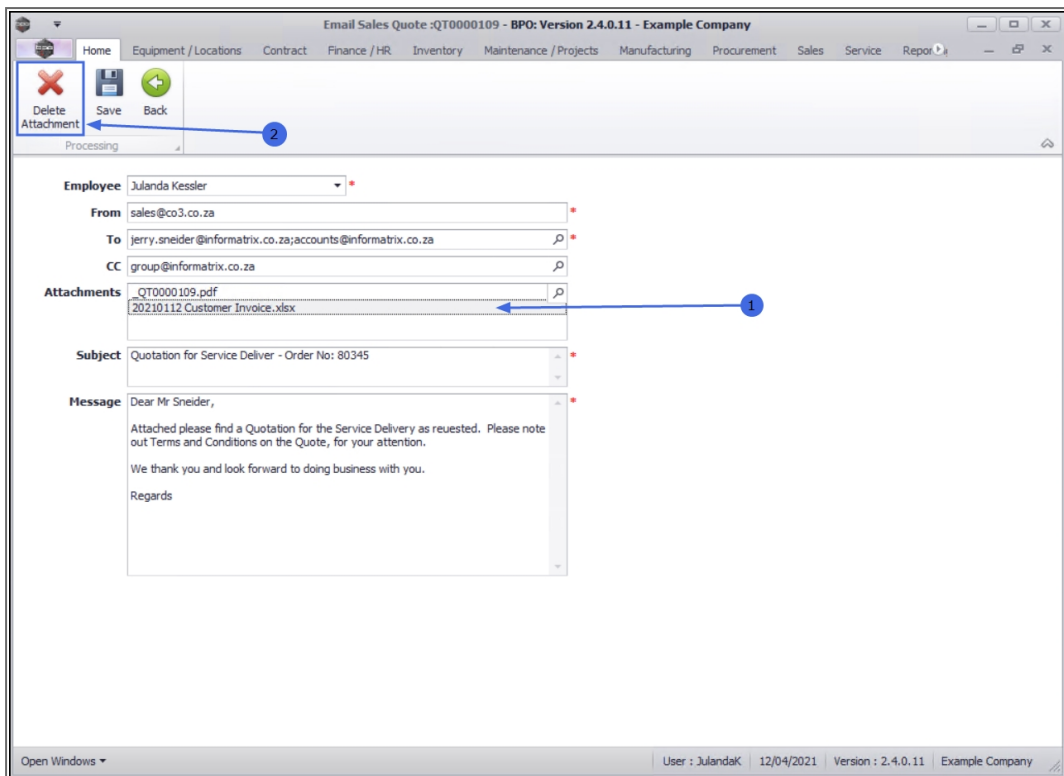 Email Sales Quote :QT0000109 - BPO: Version 2.4.0.11 - Example Company
Home Equipment / Locations Contract Finance / HR Inventory Maintenance / Projects Manufacturing Procurement Sales Service
Delete Attachment
Save
Back
2
Processing
Employee Julanda Kessler *
From sales@co3.co.za *
To jerry.sneider@informatrix.co.za;accounts@informatrix.co.za *
CC group@informatrix.co.za
Attachments _QT0000109.pdf
20210112 Customer Invoice.xlsx
1
Subject Quotation for Service Deliver - Order No: 80345 *
Message Dear Mr Sneider, *
Attached please find a Quotation for the Service Delivery as reuested. Please note
out Terms and Conditions on the Quote, for your attention.
We thank you and look forward to doing business with you.
Regards
Open Windows User : JulandaK 12/04/2021 Version : 2.4.0.11 Example Company